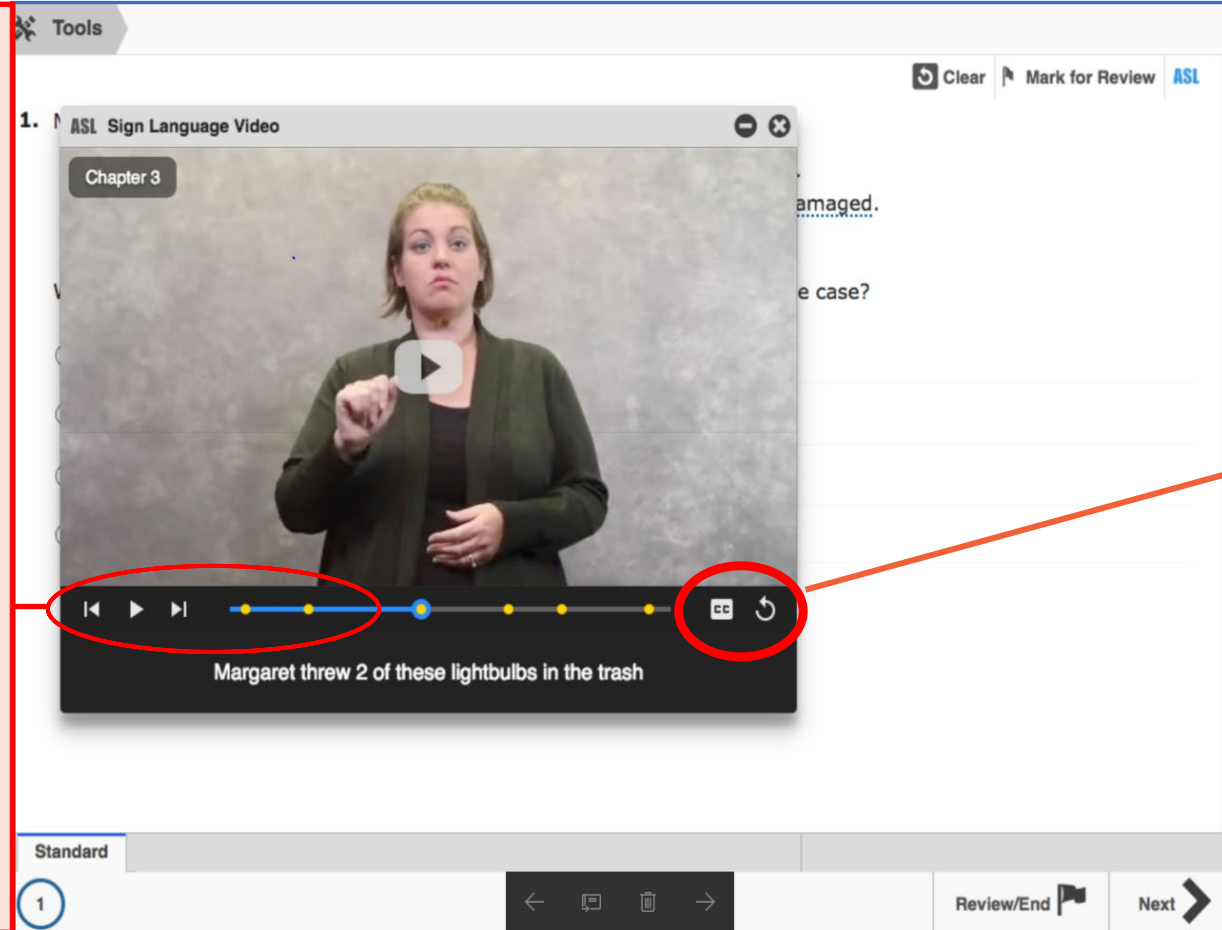 Tools
Clear Mark for Review ASL
1.
ASL Sign Language Video
Chapter 3
amaged.
e case?
CC
Margaret threw 2 of these lightbulbs in the trash
Standard
1
Review/End Next